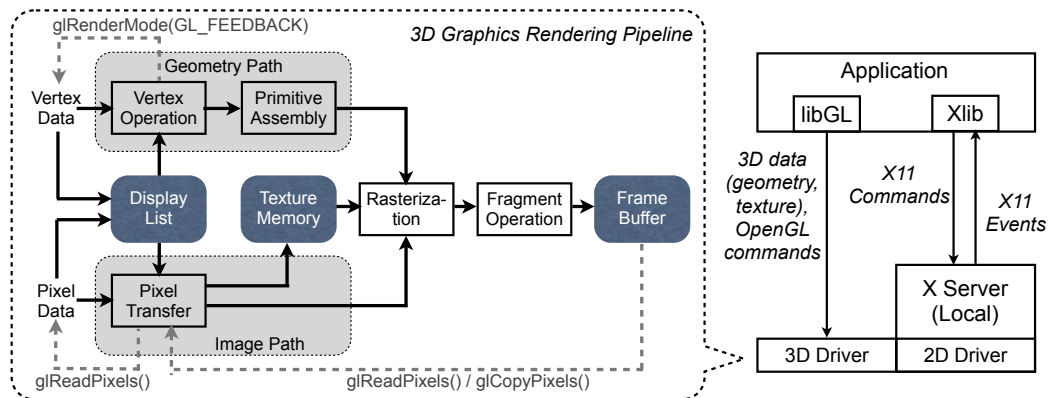 glRenderMode(GL_FEEDBACK)
3D Graphics Rendering Pipeline
Geometry Path
Vertex
Data
Vertex
Operation
Primitive
Assembly
Display
List
Texture
Memory
Rasteriza-
tion
Fragment
Operation
Frame
Buffer
Pixel
Data
Pixel
Transfer
Image Path
glReadPixels()
glReadPixels() / glCopyPixels()
Application
libGL
Xlib
3D data
(geometry,
texture),
OpenGL
commands
X11
Commands
X11
Events
X Server
(Local)
3D Driver
2D Driver